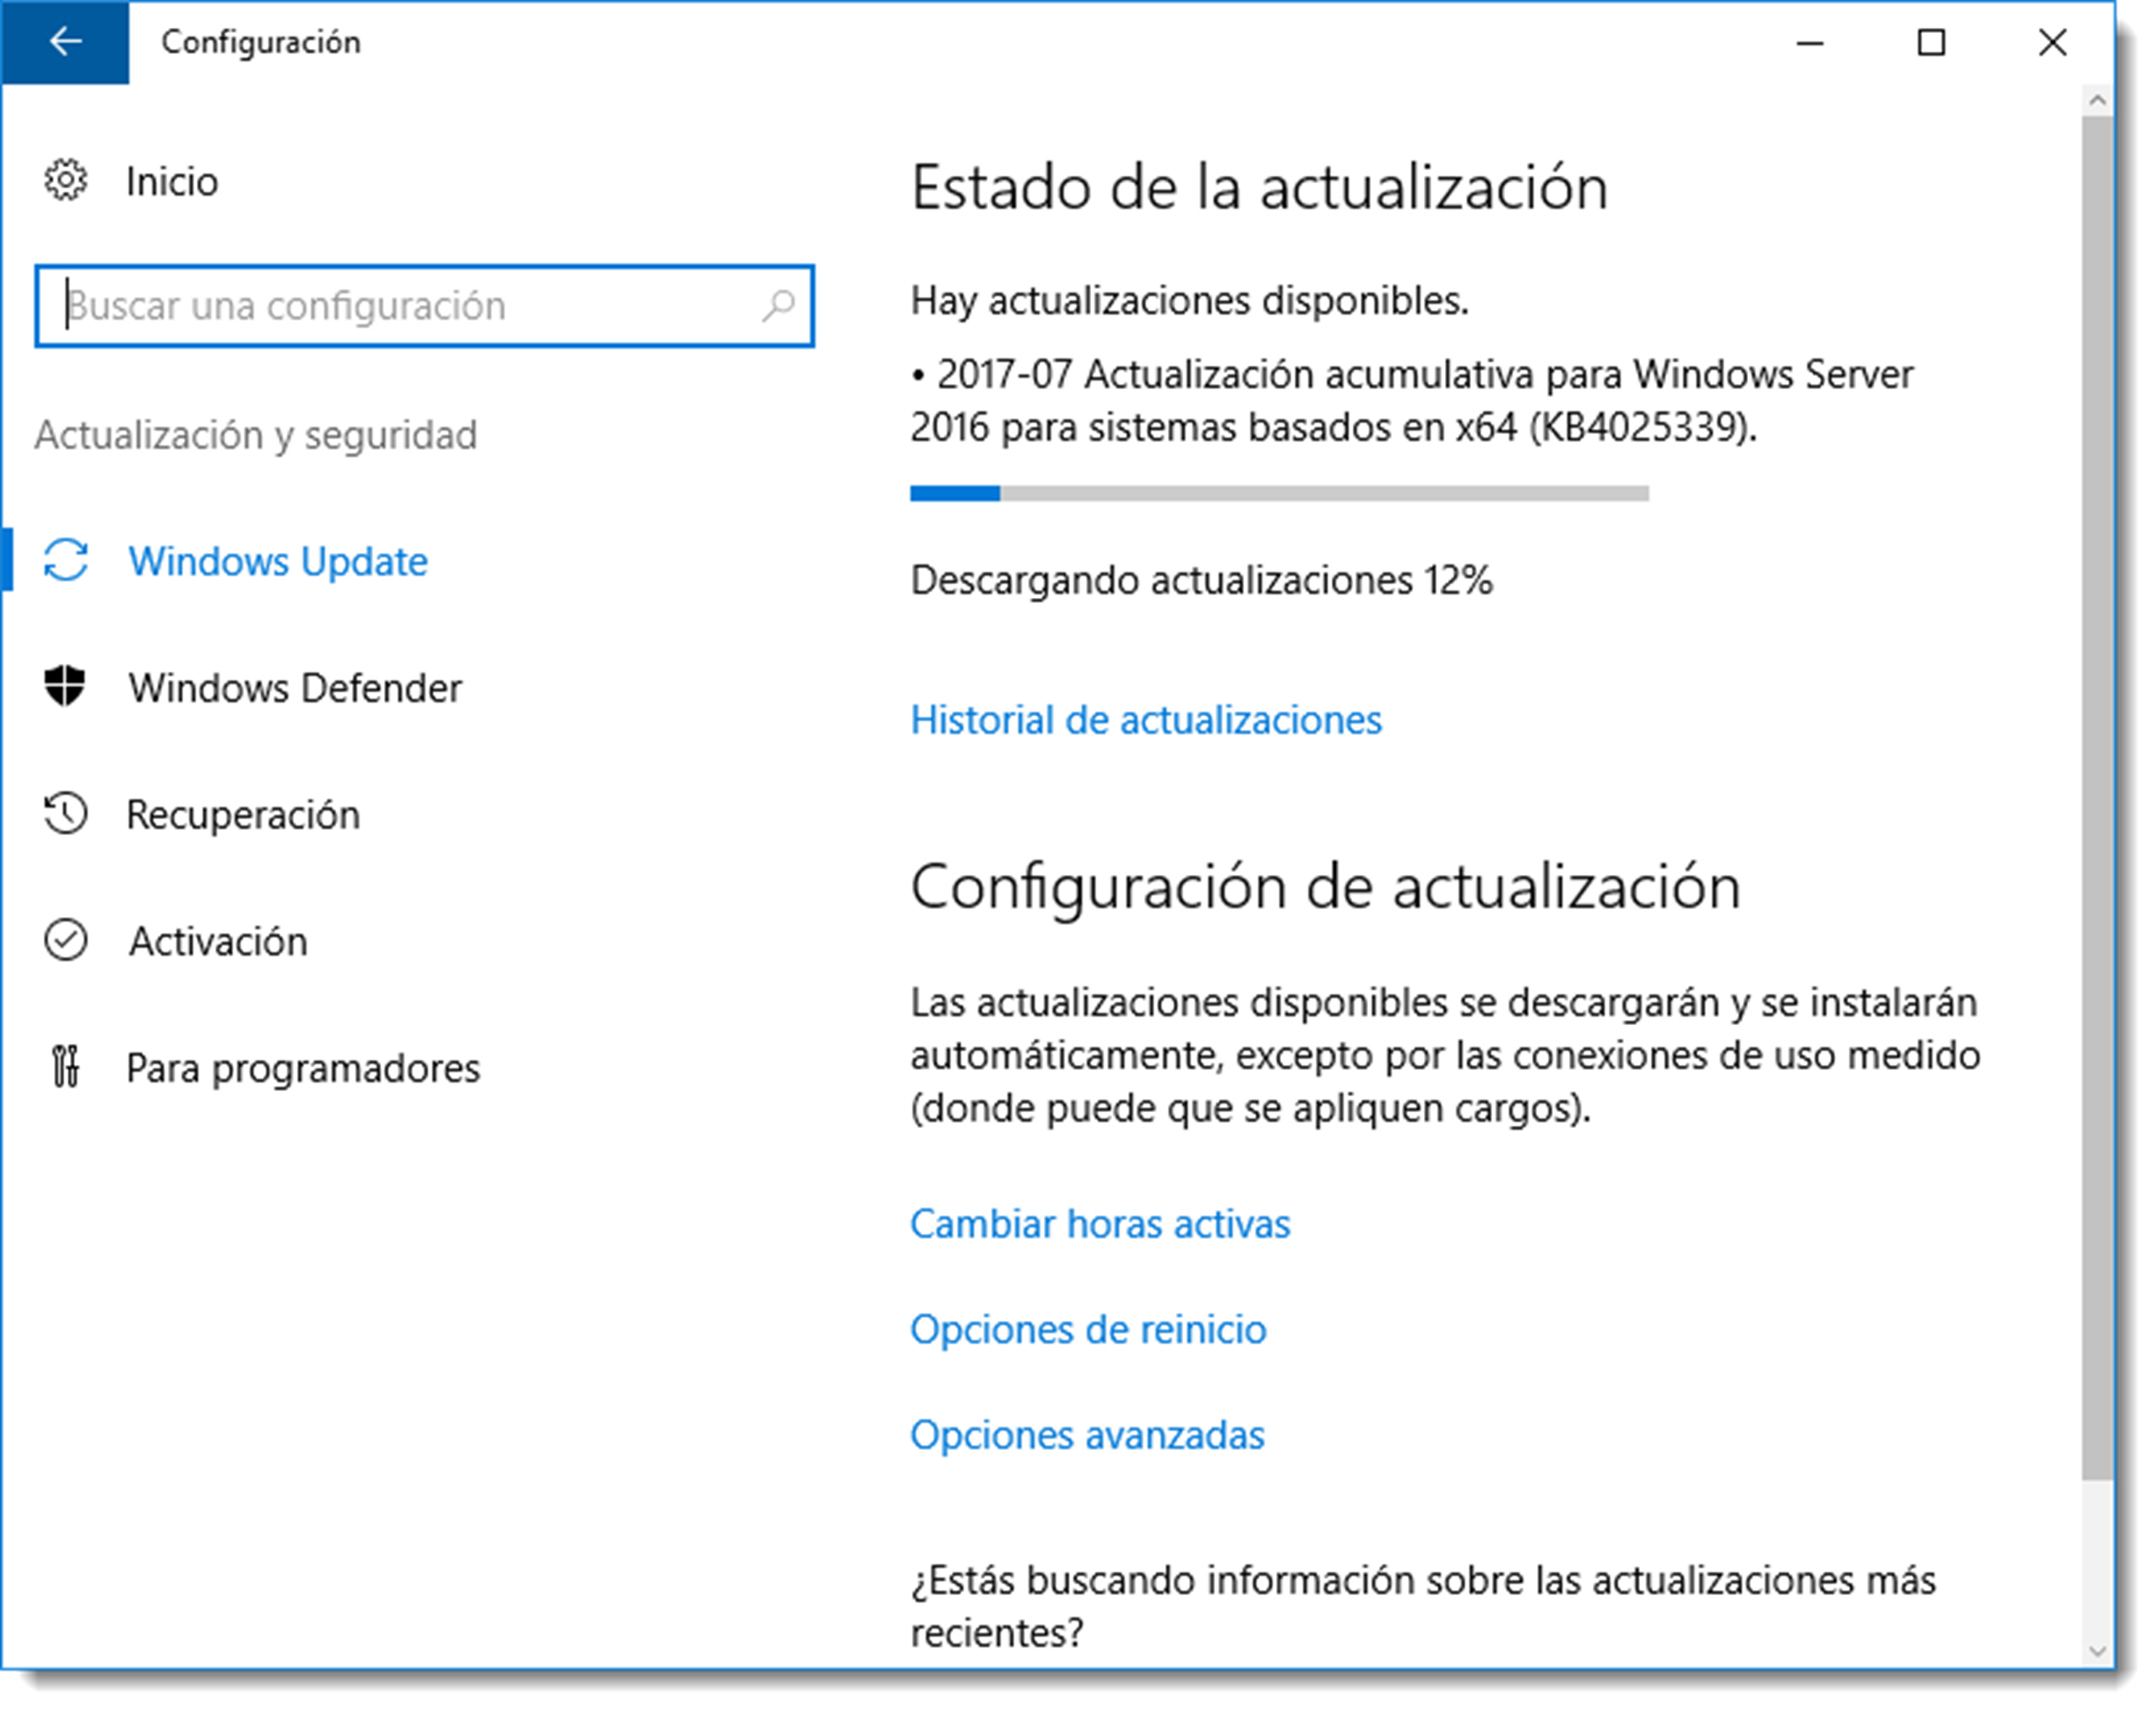 Configuración
Inicio
Buscar una configuración
Actualización y seguridad
Windows Update
Windows Defender
Recuperación
Activación
Para programadores
Estado de la actualización
Hay actualizaciones disponibles.
• 2017-07 Actualización acumulativa para Windows Server
2016 para sistemas basados en x64 (KB4025339).
Descargando actualizaciones 12%
Historial de actualizaciones
Configuración de actualización
Las actualizaciones disponibles se descargarán y se instalarán
automáticamente, excepto por las conexiones de uso medido
(donde puede que se apliquen cargos).
Cambiar horas activas
Opciones de reinicio
Opciones avanzadas
¿Estás buscando información sobre las actualizaciones más
recientes?